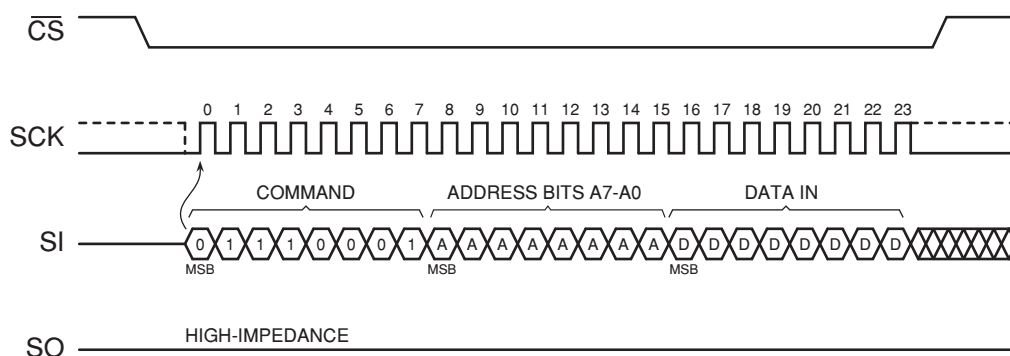 CS
0 1 2 3 4 5 6 7 8 9 10 11 12 13 14 15 16 17 18 19 20 21 22 23
SCK
COMMAND ADDRESS BITS A7-A0 DATA IN
SI 0 1 1 1 0 0 0 1 A A A A A A A A D D D D D D D D
MSB MSB MSB
HIGH-IMPEDANCE
SO